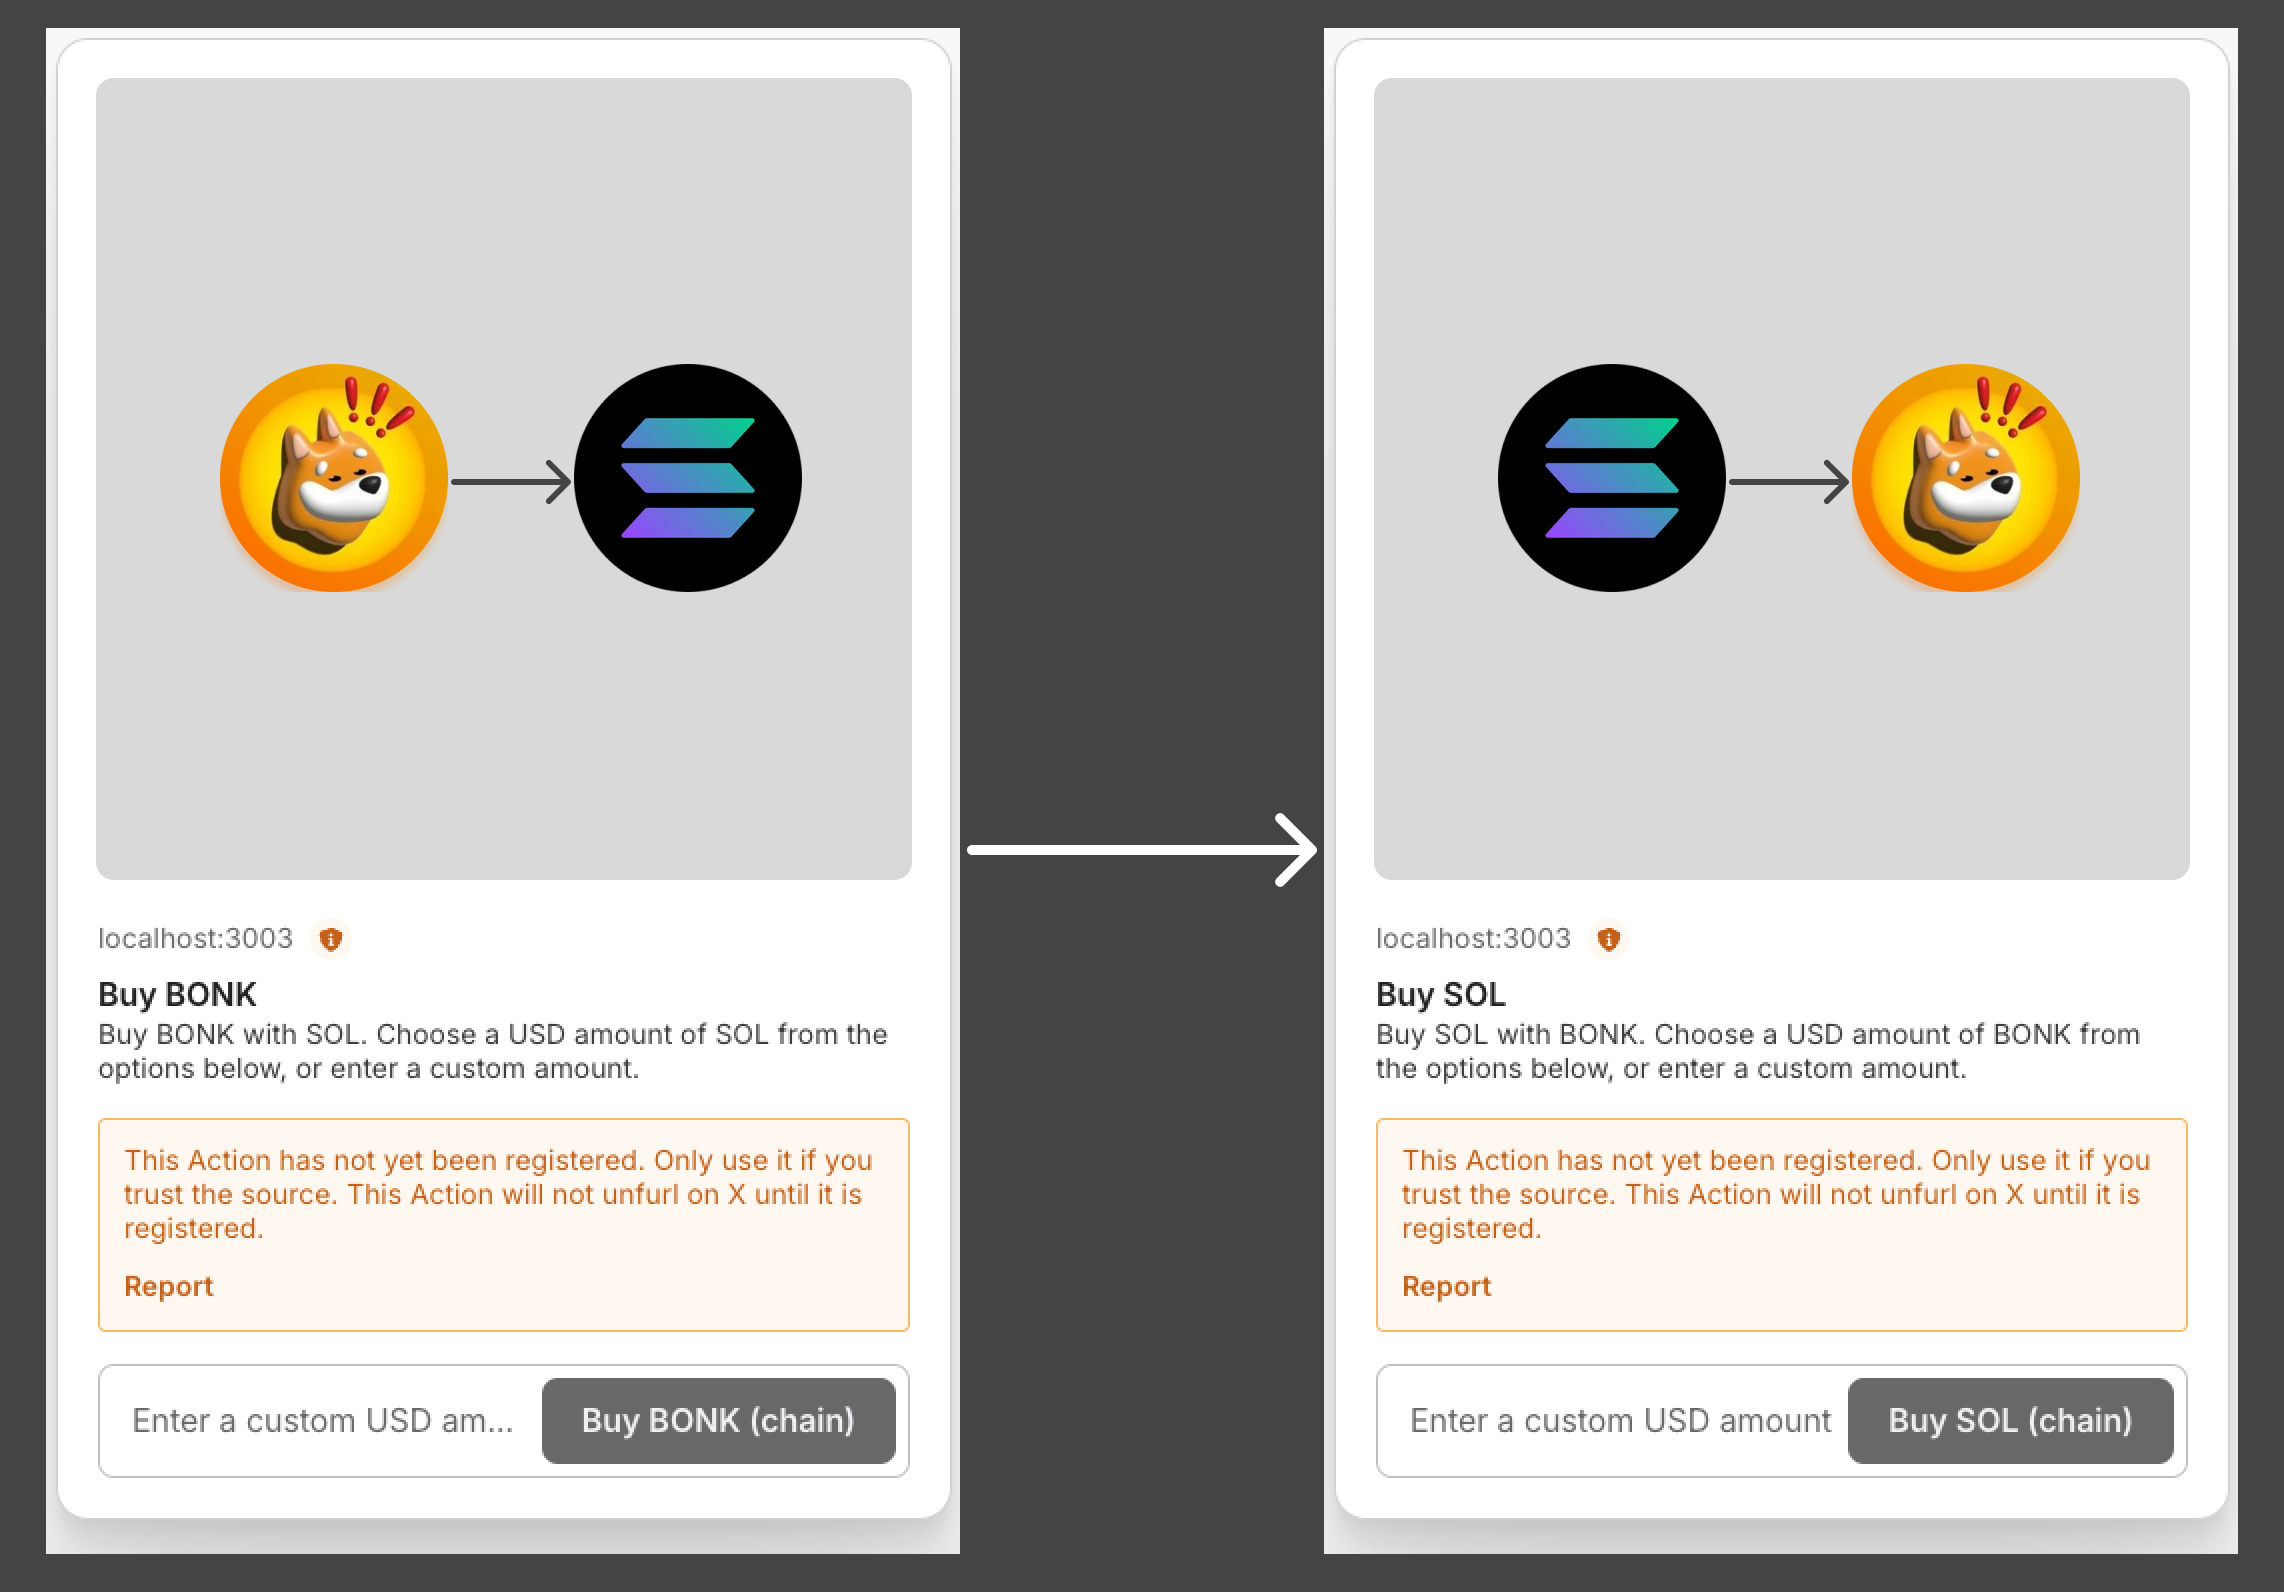 localhost:3003
Buy BONK
Buy BONK with SOL. Choose a USD amount of SOL from the
options below, or enter a custom amount.
This Action has not yet been registered. Only use it if you
trust the source. This Action will not unfurl on X until it is
registered.
Report
Enter a custom USD am...
Buy BONK (chain)
localhost:3003
Buy SOL
Buy SOL with BONK. Choose a USD amount of BONK from
the options below, or enter a custom amount.
This Action has not yet been registered. Only use it if you
trust the source. This Action will not unfurl on X until it is
registered.
Report
Enter a custom USD amount
Buy SOL (chain)